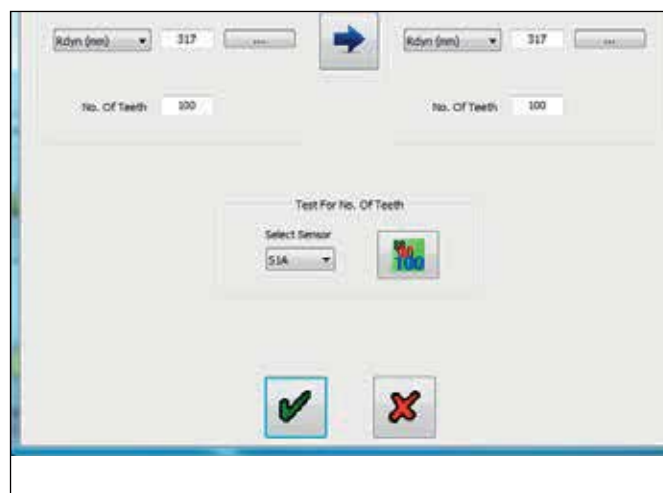 Rdyn (mm) 317 ... Rdyn (mm) 317 ...
No. Of Teeth 100 No. Of Teeth 100
Test For No. Of Teeth
Select Sensor
S1A
100